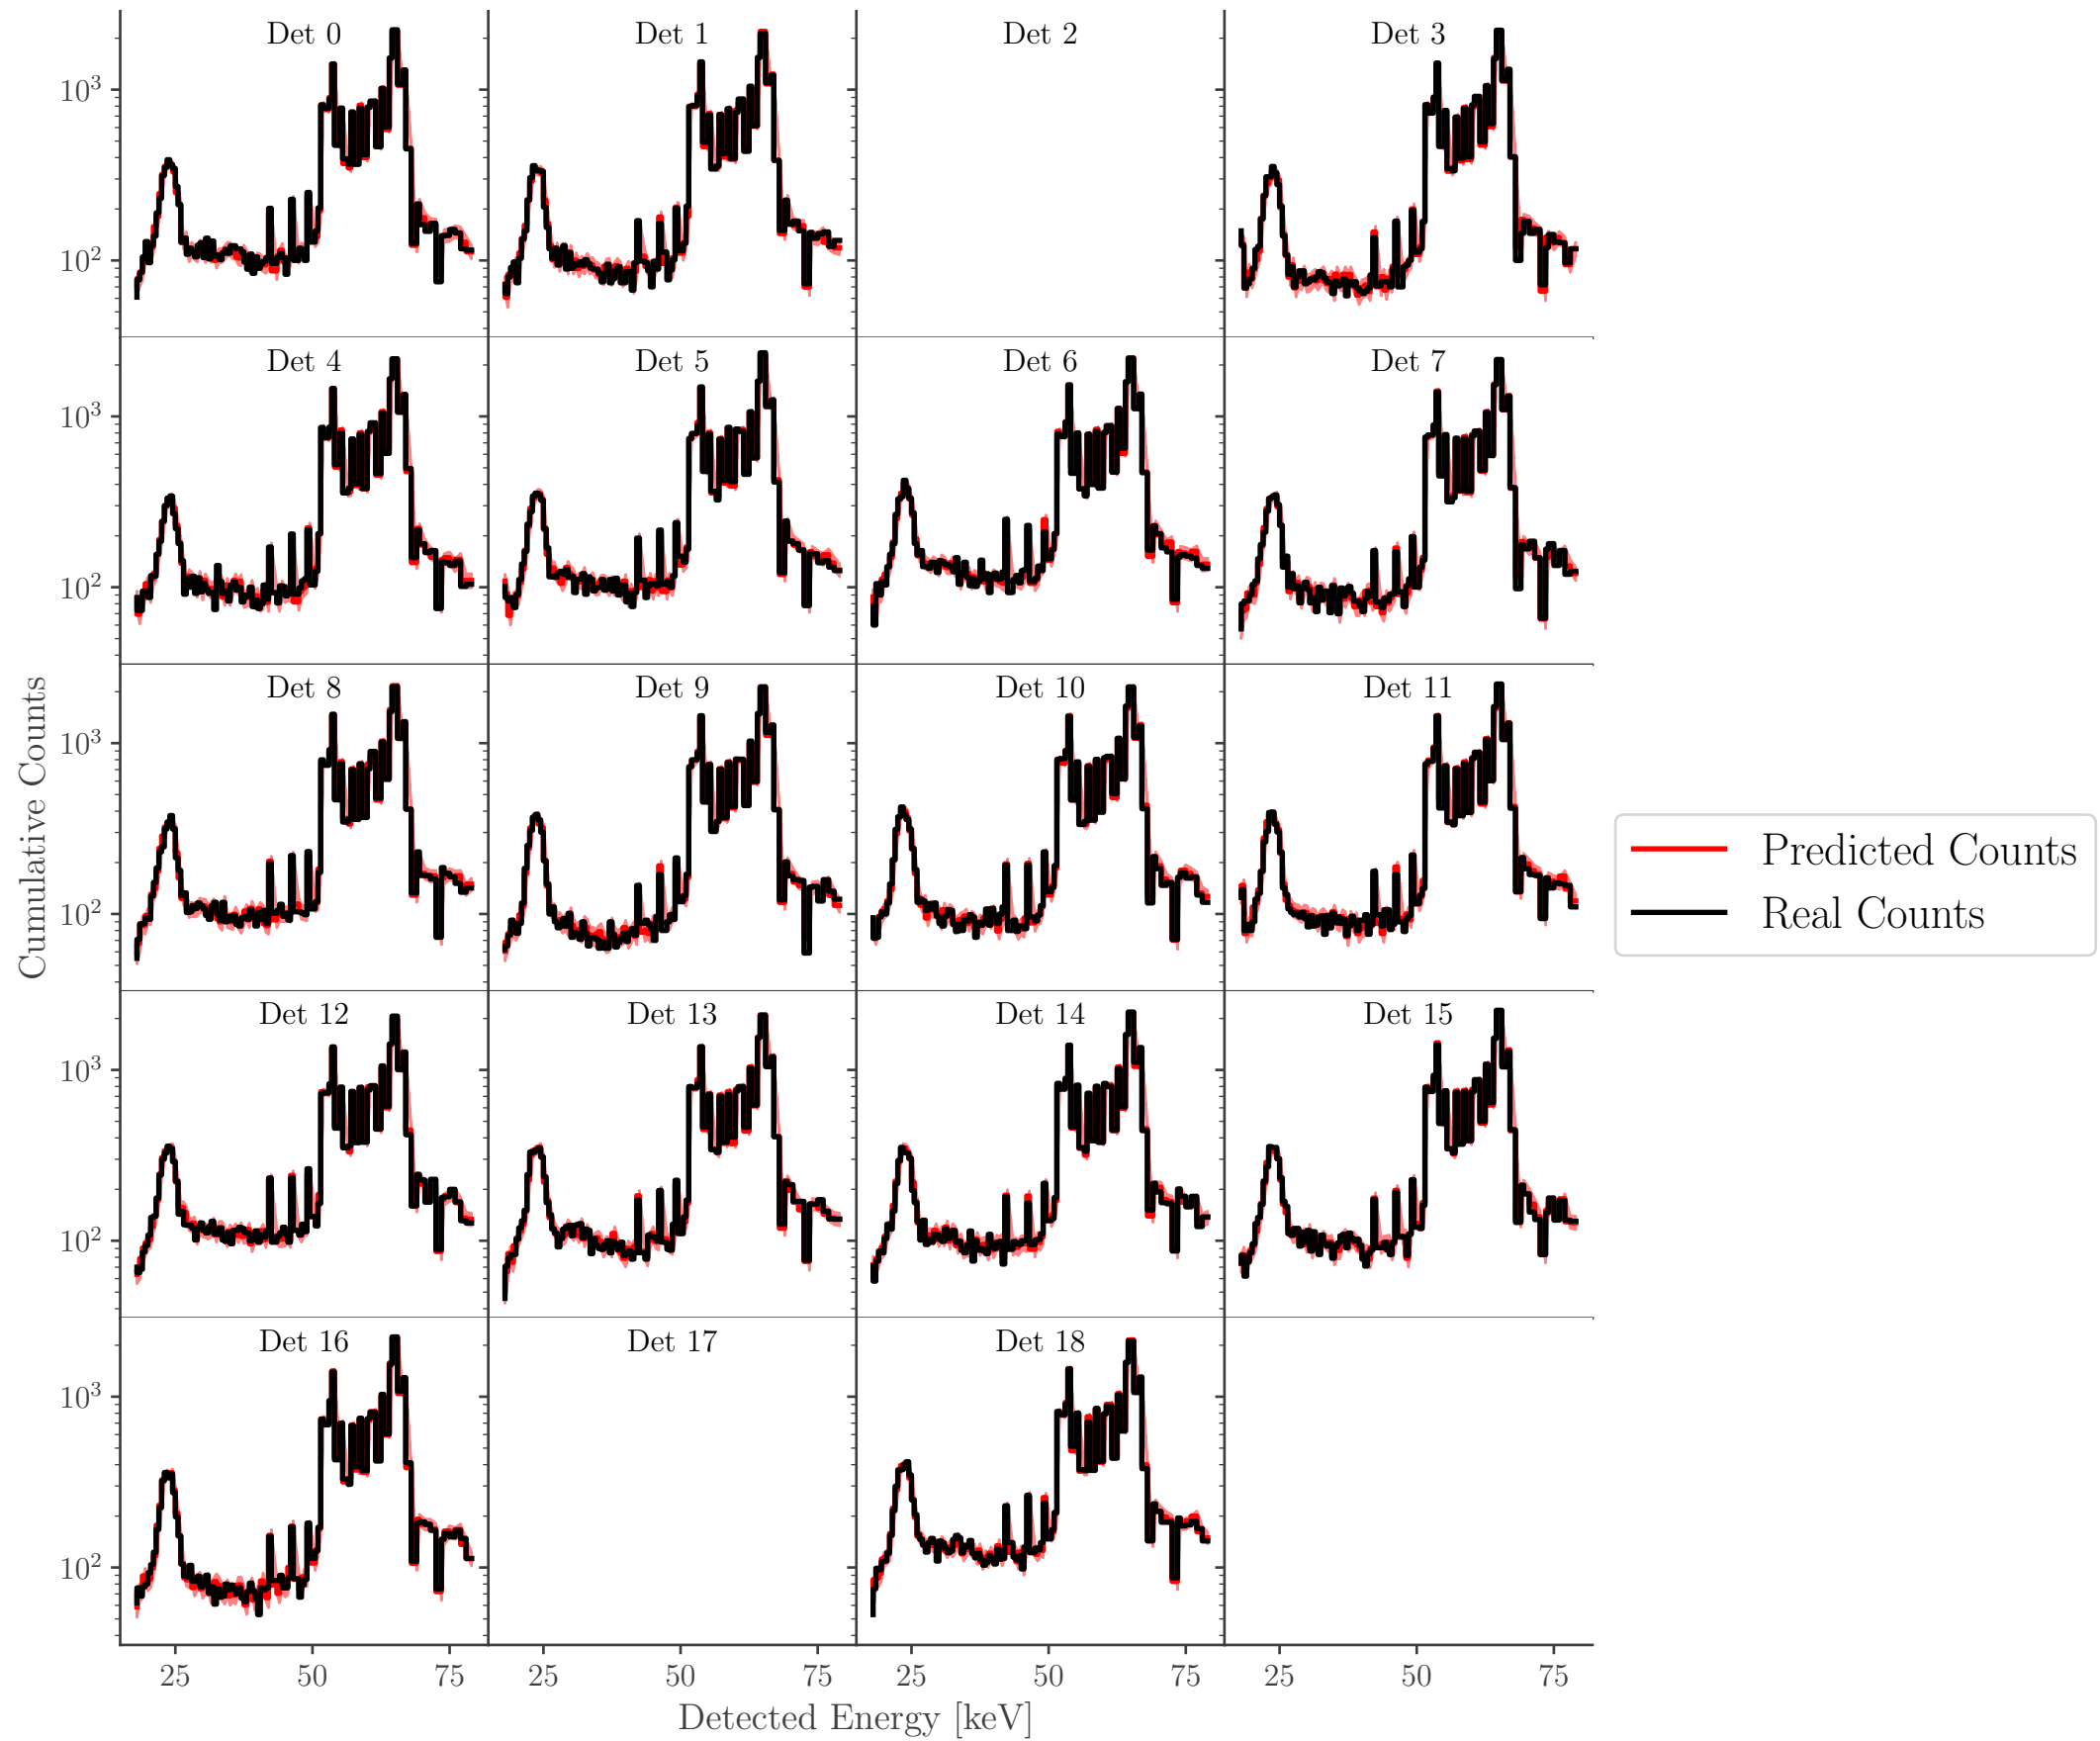 Det 0
Det 1
Det 2
Det 3
10^3
10^2
Det 4
Det 5
Det 6
Det 7
10^3
10^2
Det 8
Det 9
Det 10
Det 11
10^3
10^2
Det 12
Det 13
Det 14
Det 15
10^3
10^2
Det 16
Det 17
Det 18
10^3
10^2
25 50 75
25 50 75
25 50 75
25 50 75
Cumulative Counts
Detected Energy [keV]
Predicted Counts
Real Counts